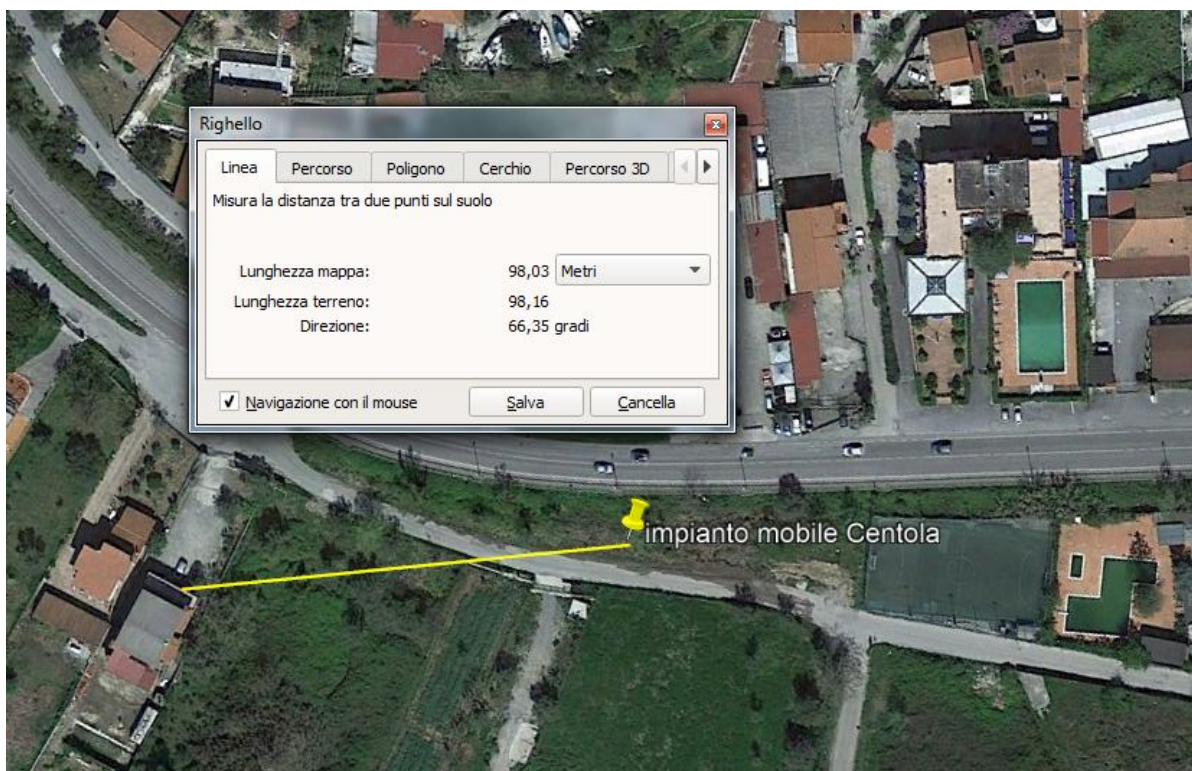 Righello
Linea Percorso Poligono Cerchio Percorso 3D
Misura la distanza tra due punti sul suolo
Lunghezza mappa: 98,03 Metri
Lunghezza terreno: 98,16
Direzione: 66,35 gradi
Navigazione con il mouse Salva Cancella
impianto mobile Centola